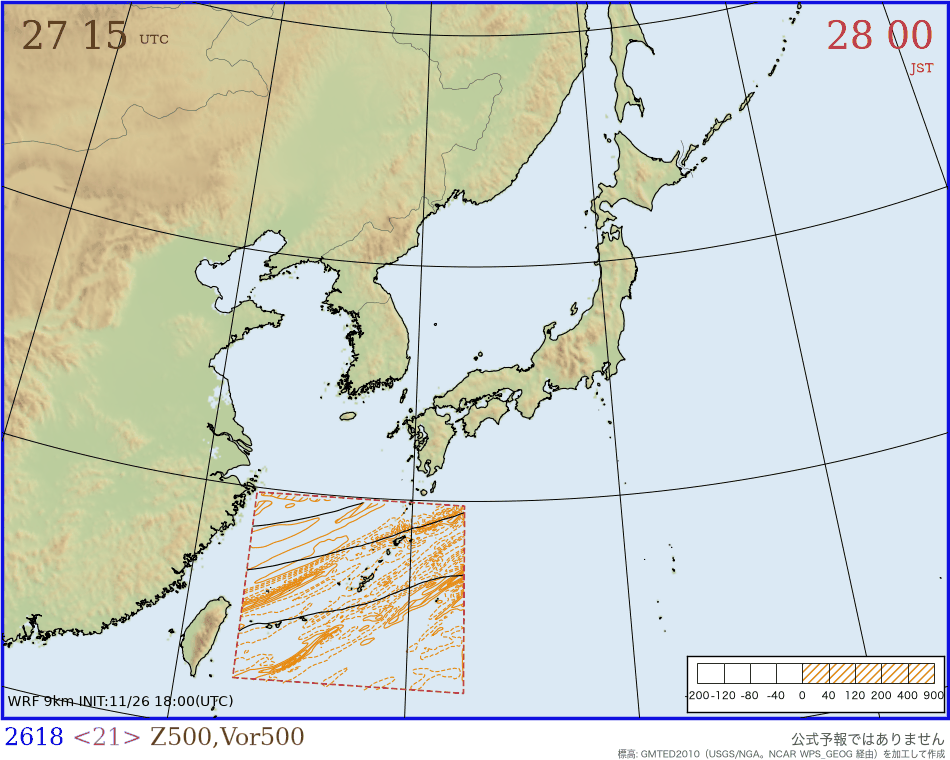 27 15 UTC
28 00
JST
-200 -120 -80 -40 0 40 120 200 400 900
WRF 9km INIT:11/26 18:00(UTC)
2618 <21> Z500,Vor500
公式予報ではありません
標高: GMTED2010（USGS/NGA。NCAR WPS_GEOG 経由）を加工して作成